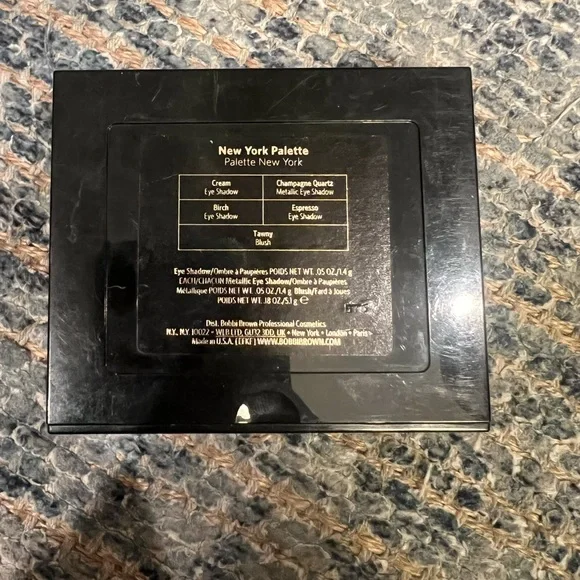 New York Palette
Palette New York
Cream
Eye Shadow
Champagne Quartz
Metallic Eye Shadow
Birch
Eye Shadow
Espresso
Eye Shadow
Tawny
Blush
Eye Shadow/Ombre à Paupières POIDS NET WT. .05 OZ./1.4 g
EACH/CHACUN Metallic Eye Shadow/Ombre à Paupières
Métallique POIDS NET WT. .05 OZ./1.4 g Blush/Fard à Joues
POIDS NET WT. .18 OZ./5.1 g ℮
Dist. Bobbi Brown Professional Cosmetics
N.Y., N.Y. 10022 - WLB LTD, GU12 3DD, UK • New York • London • Paris
Made in U.S.A. (EFKF) WWW.BOBBIBROWN.COM